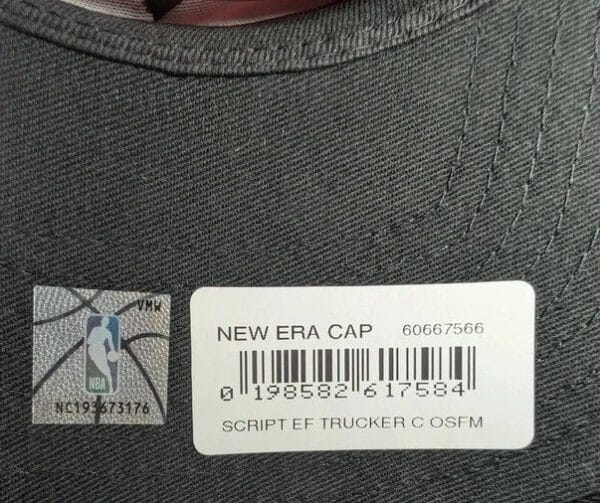 VMW
NBA
NC193673176
NEW ERA CAP 60667566
0 198582 617584
SCRIPT EF TRUCKER C OSFM